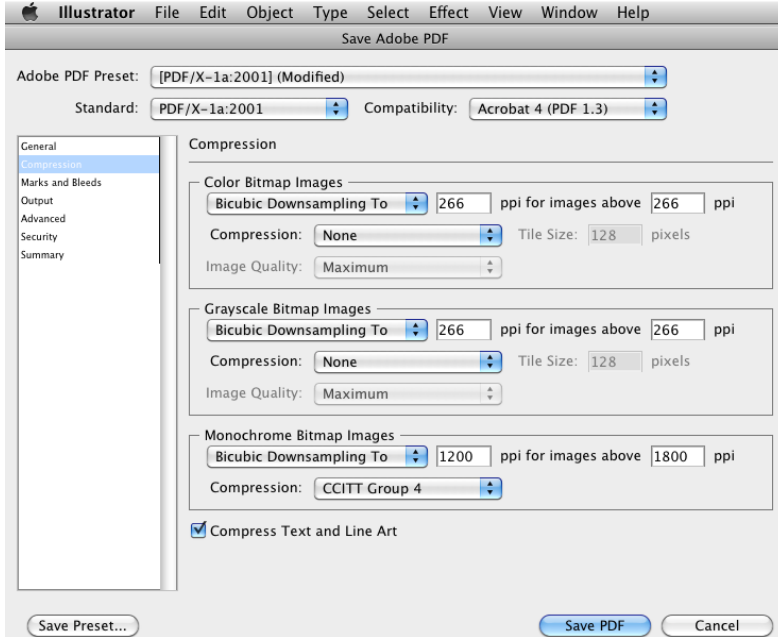 Illustrator File Edit Object Type Select Effect View Window Help
Save Adobe PDF
Adobe PDF Preset: [PDF/X-1a:2001] (Modified)
Standard: PDF/X-1a:2001 Compatibility: Acrobat 4 (PDF 1.3)
General
Compression
Marks and Bleeds
Output
Advanced
Security
Summary
Compression
Color Bitmap Images
Bicubic Downsampling To 266 ppi for images above 266 ppi
Compression: None Tile Size: 128 pixels
Image Quality: Maximum
Grayscale Bitmap Images
Bicubic Downsampling To 266 ppi for images above 266 ppi
Compression: None Tile Size: 128 pixels
Image Quality: Maximum
Monochrome Bitmap Images
Bicubic Downsampling To 1200 ppi for images above 1800 ppi
Compression: CCITT Group 4
Compress Text and Line Art
Save Preset... Save PDF Cancel